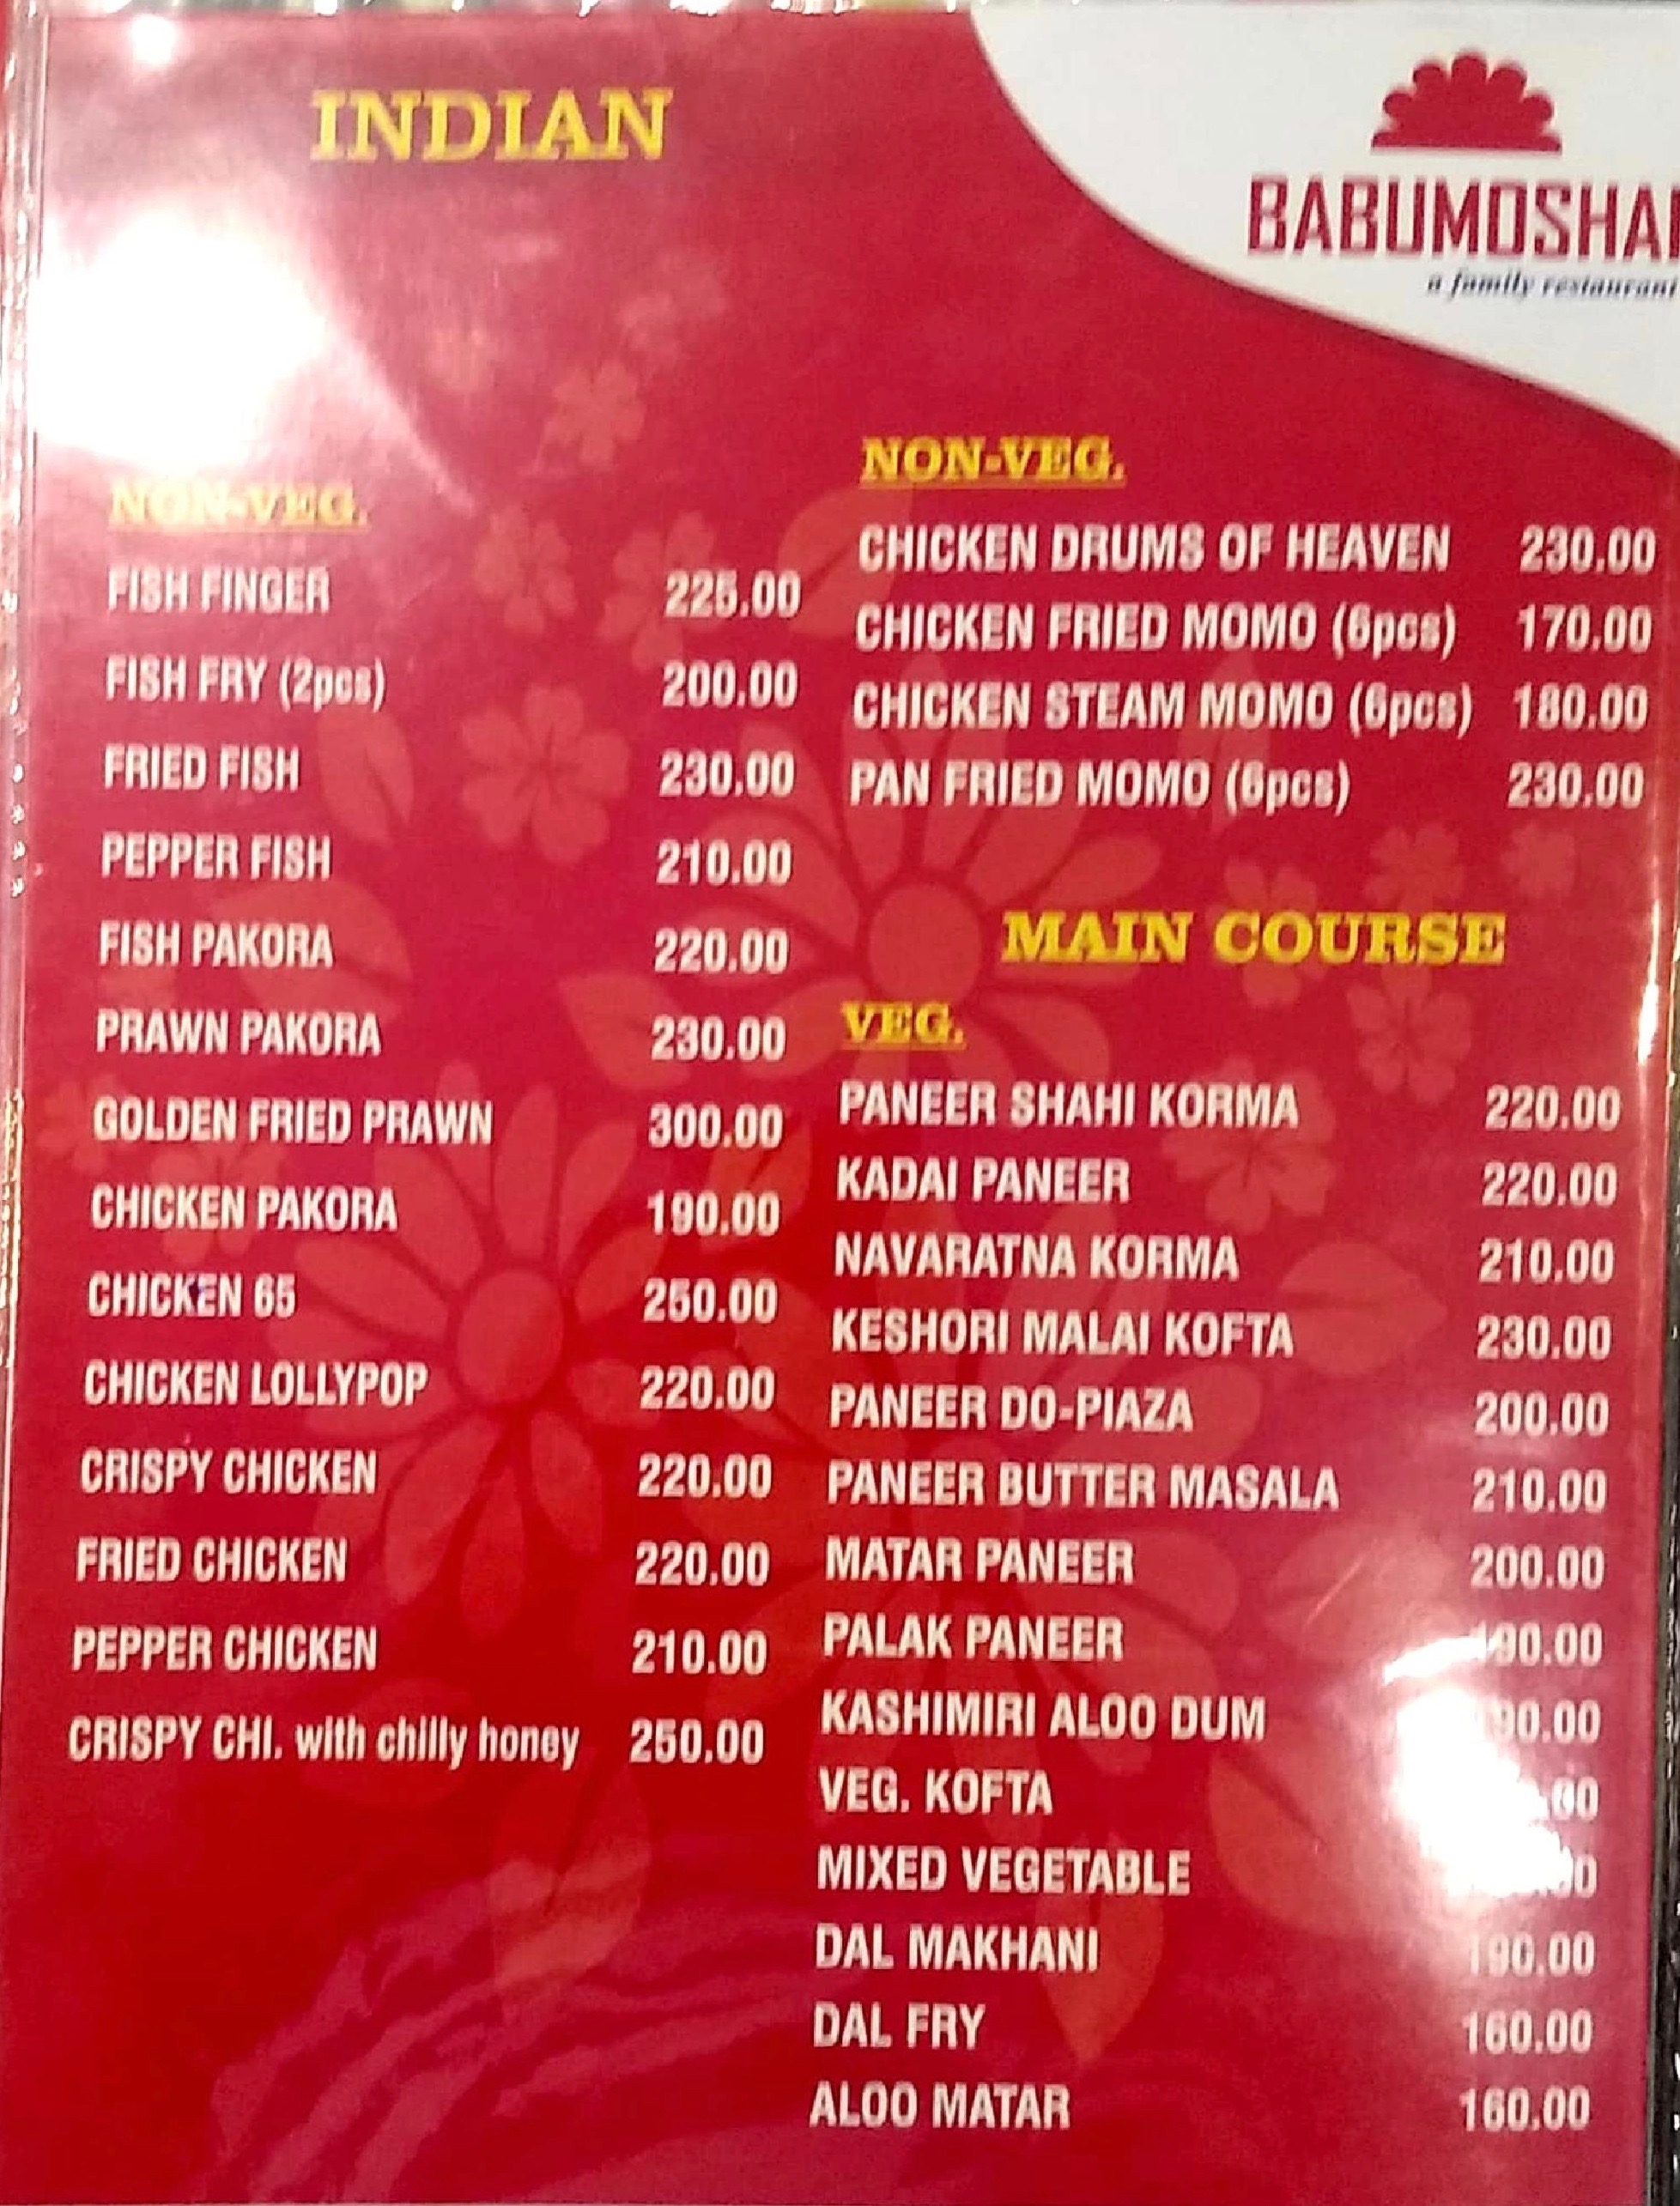 INDIAN
BABUMOSHAI
a family restaurant
NON-VEG.
FISH FINGER 225.00
FISH FRY (2pcs) 200.00
FRIED FISH 230.00
PEPPER FISH 210.00
FISH PAKORA 220.00
PRAWN PAKORA 230.00
GOLDEN FRIED PRAWN 300.00
CHICKEN PAKORA 190.00
CHICKEN 65 250.00
CHICKEN LOLLYPOP 220.00
CRISPY CHICKEN 220.00
FRIED CHICKEN 220.00
PEPPER CHICKEN 210.00
CRISPY CHI. with chilly honey 250.00
NON-VEG.
CHICKEN DRUMS OF HEAVEN 230.00
CHICKEN FRIED MOMO (6pcs) 170.00
CHICKEN STEAM MOMO (6pcs) 180.00
PAN FRIED MOMO (6pcs) 230.00
MAIN COURSE
VEG.
PANEER SHAHI KORMA 220.00
KADAI PANEER 220.00
NAVARATNA KORMA 210.00
KESHORI MALAI KOFTA 230.00
PANEER DO-PIAZA 200.00
PANEER BUTTER MASALA 210.00
MATAR PANEER 200.00
PALAK PANEER 190.00
KASHIMIRI ALOO DUM
VEG. KOFTA
MIXED VEGETABLE
DAL MAKHANI 190.00
DAL FRY 160.00
ALOO MATAR 160.00